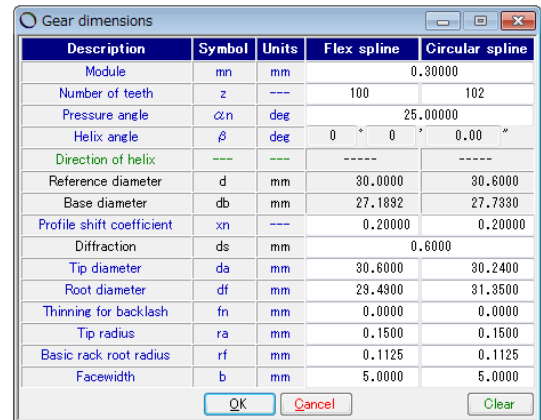 Gear dimensions
Description Symbol Units Flex spline Circular spline
Module mn mm 0.30000
Number of teeth z --- 100 102
Pressure angle αn deg 25.00000
Helix angle β deg 0 ° 0 ' 0.00 "
Direction of helix --- --- ----- -----
Reference diameter d mm 30.0000 30.6000
Base diameter db mm 27.1892 27.7330
Profile shift coefficient xn --- 0.20000 0.20000
Diffraction ds mm 0.6000
Tip diameter da mm 30.6000 30.2400
Root diameter df mm 29.4900 31.3500
Thinning for backlash fn mm 0.0000 0.0000
Tip radius ra mm 0.1500 0.1500
Basic rack root radius rf mm 0.1125 0.1125
Facewidth b mm 5.0000 5.0000
OK Cancel Clear